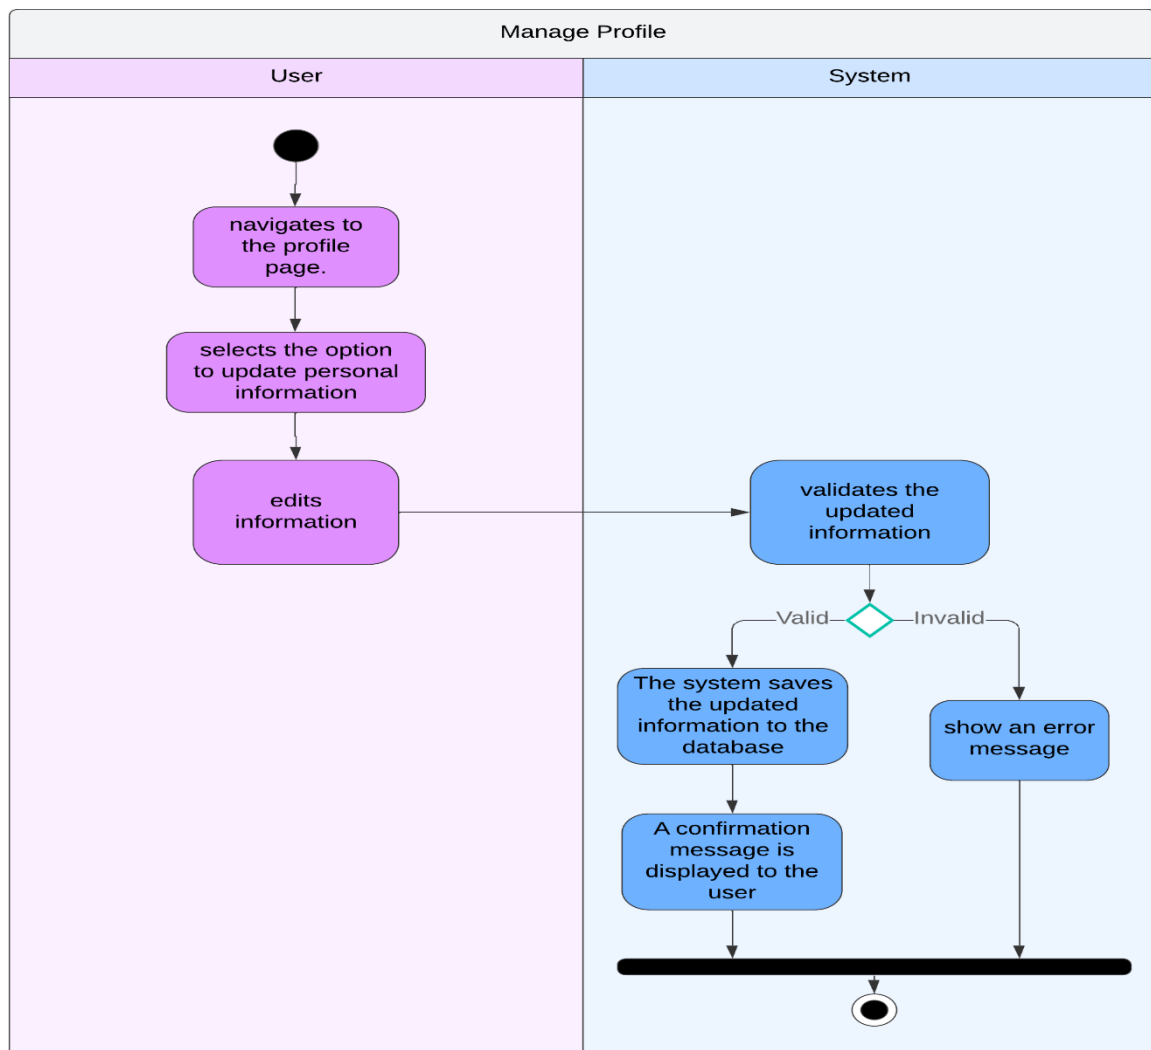 Manage Profile
User
System
navigates to
the profile
page.
selects the option
to update personal
information
edits
information
validates the
updated
information
Valid
Invalid
The system saves
the updated
information to the
database
show an error
message
A confirmation
message is
displayed to the
user